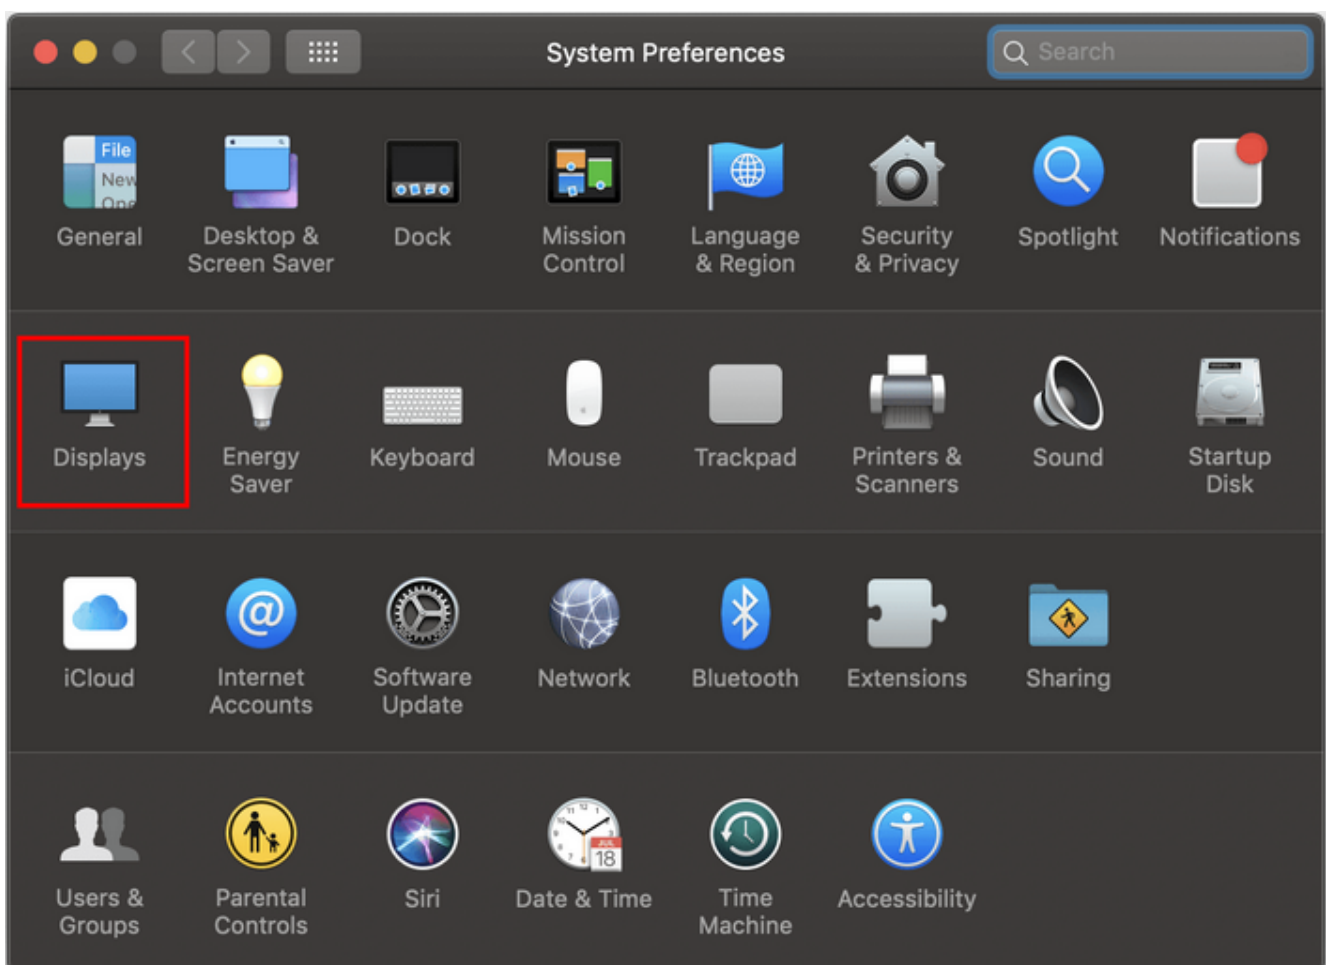 System Preferences
Search
File
New
Ope
General
Desktop &
Screen Saver
Dock
Mission
Control
Language
& Region
Security
& Privacy
Spotlight
Notifications
Displays
Energy
Saver
Keyboard
Mouse
Trackpad
Printers &
Scanners
Sound
Startup
Disk
iCloud
@
Internet
Accounts
Software
Update
Network
Bluetooth
Extensions
Sharing
Users &
Groups
Parental
Controls
Siri
JUL
18
Date & Time
Time
Machine
Accessibility